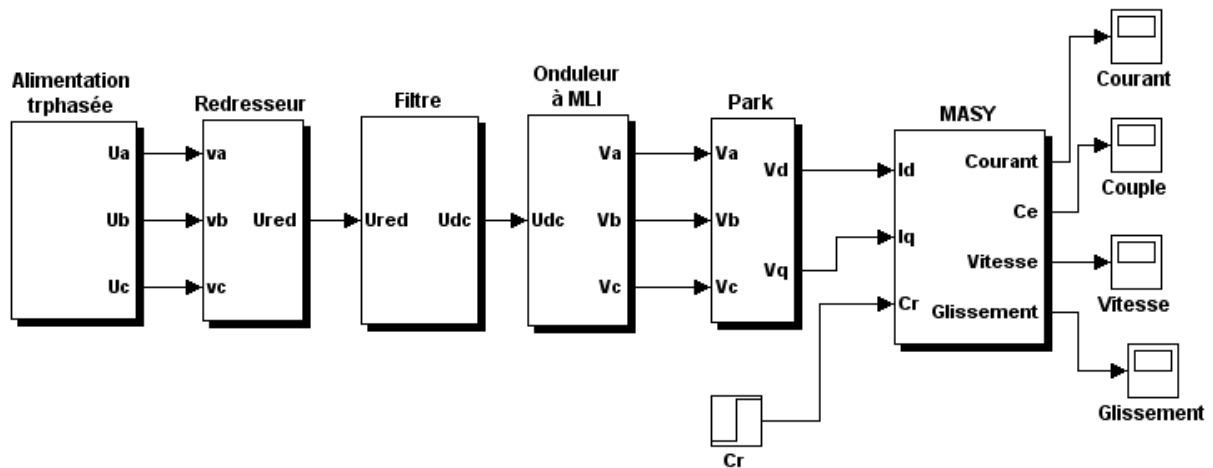 Alimentation
trphasée
Ua
Ub
Uc
Redresseur
va
vb
vc
Ured
Filtre
Ured
Udc
Onduleur
à MLI
Udc
Va
Vb
Vc
Park
Va
Vb
Vc
Vd
Vq
MASY
Id
Iq
Cr
Courant
Ce
Vitesse
Glissement
Courant
Couple
Vitesse
Glissement
Cr